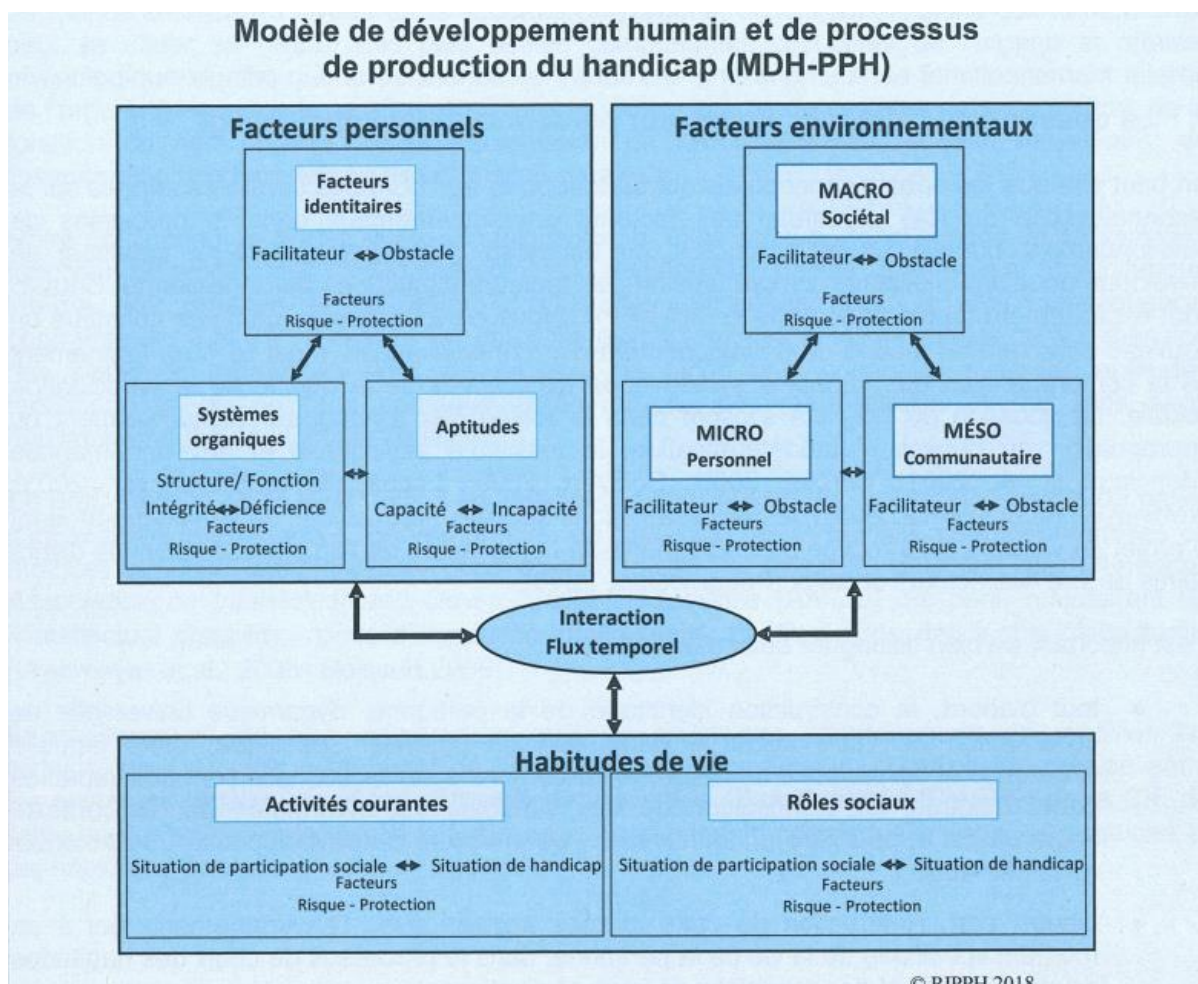 Modèle de développement humain et de processus
de production du handicap (MDH-PPH)
Facteurs personnels
Facteurs
identitaires
Facilitateur ↔ Obstacle
Facteurs
Risque - Protection
Systèmes
organiques
Structure/ Fonction
Intégrité↔Déficience
Facteurs
Risque - Protection
Aptitudes
Capacité ↔ Incapacité
Facteurs
Risque - Protection
Facteurs environnementaux
MACRO
Sociétal
Facilitateur ↔ Obstacle
Facteurs
Risque - Protection
MICRO
Personnel
Facilitateur ↔ Obstacle
Facteurs
Risque - Protection
MÉSO
Communautaire
Facilitateur ↔ Obstacle
Facteurs
Risque - Protection
Interaction
Flux temporel
Habitudes de vie
Activités courantes
Situation de participation sociale ↔ Situation de handicap
Facteurs
Risque - Protection
Rôles sociaux
Situation de participation sociale ↔ Situation de handicap
Facteurs
Risque - Protection
© RIPPH 2018